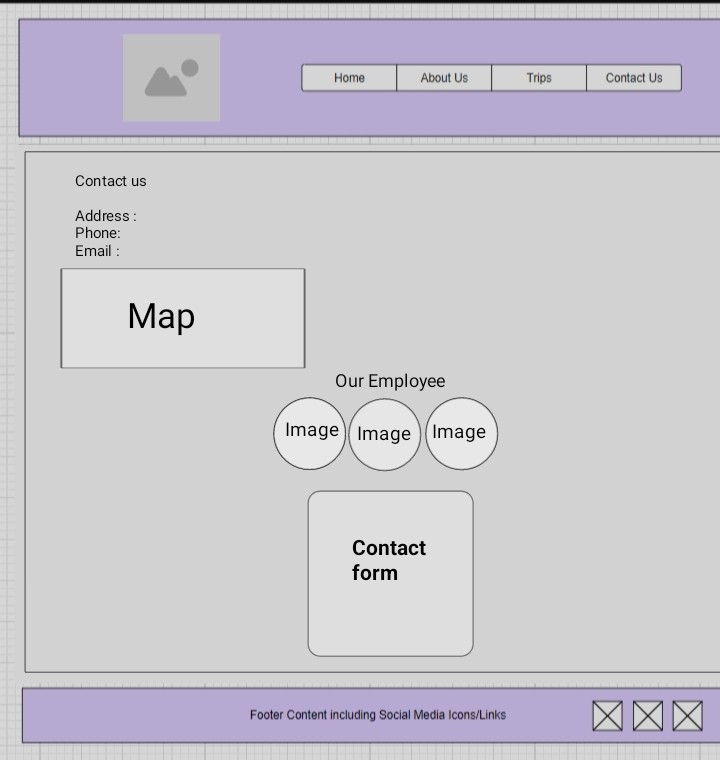 Home
About Us
Trips
Contact Us
Contact us
Address :
Phone:
Email :
Map
Our Employee
Image
Image
Image
Contact
form
Footer Content including Social Media Icons/Links